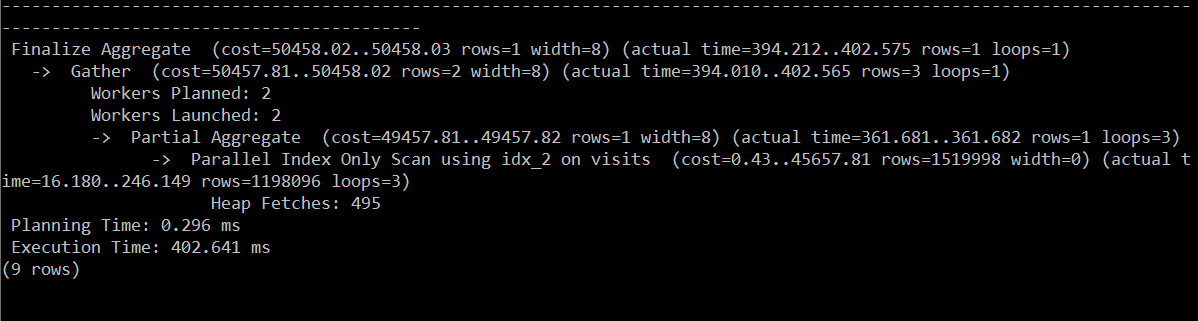 --------------------------------------------------------------------------------------------------------------------
-----------------------------------------
 Finalize Aggregate  (cost=50458.02..50458.03 rows=1 width=8) (actual time=394.212..402.575 rows=1 loops=1)
   ->  Gather  (cost=50457.81..50458.02 rows=2 width=8) (actual time=394.010..402.565 rows=3 loops=1)
         Workers Planned: 2
         Workers Launched: 2
         ->  Partial Aggregate  (cost=49457.81..49457.82 rows=1 width=8) (actual time=361.681..361.682 rows=1 loops=3)
               ->  Parallel Index Only Scan using idx_2 on visits  (cost=0.43..45657.81 rows=1519998 width=0) (actual t
ime=16.180..246.149 rows=1198096 loops=3)
                     Heap Fetches: 495
 Planning Time: 0.296 ms
 Execution Time: 402.641 ms
(9 rows)